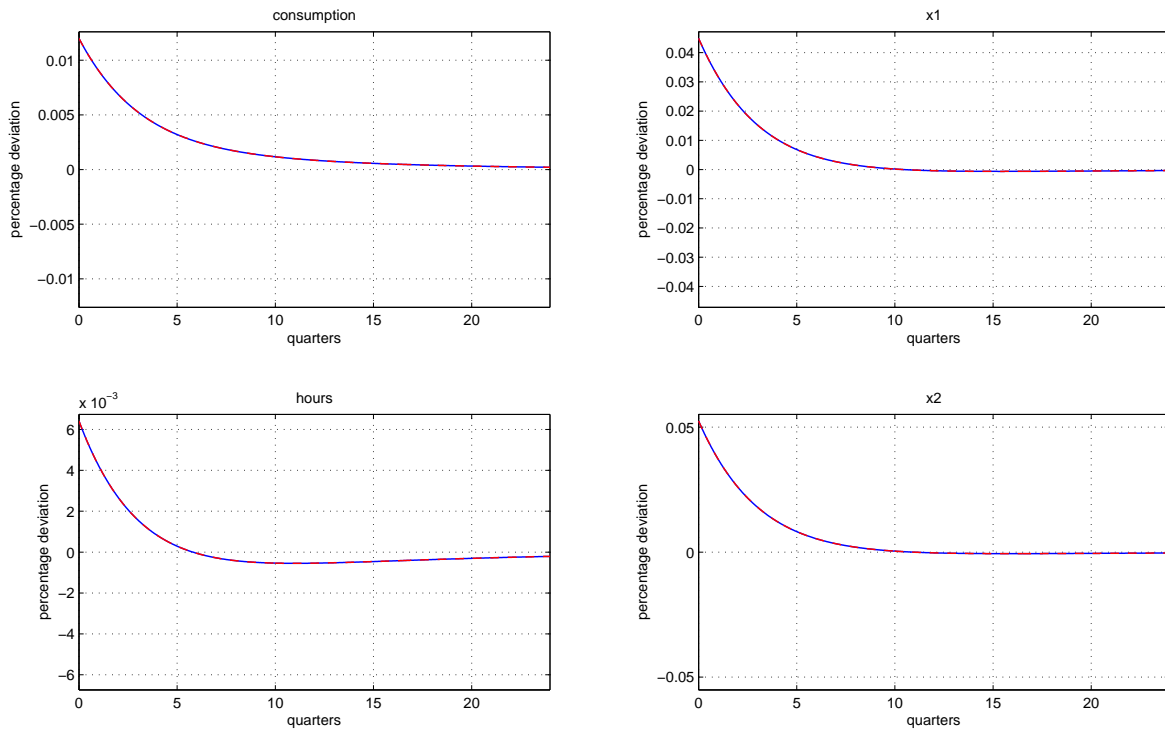 consumption
percentage deviation
0.01
0.005
0
−0.005
−0.01
0 5 10 15 20
quarters
x1
percentage deviation
0.04
0.03
0.02
0.01
0
−0.01
−0.02
−0.03
−0.04
0 5 10 15 20
quarters
hours
x 10⁻³
percentage deviation
6
4
2
0
−2
−4
−6
0 5 10 15 20
quarters
x2
percentage deviation
0.05
0
−0.05
0 5 10 15 20
quarters